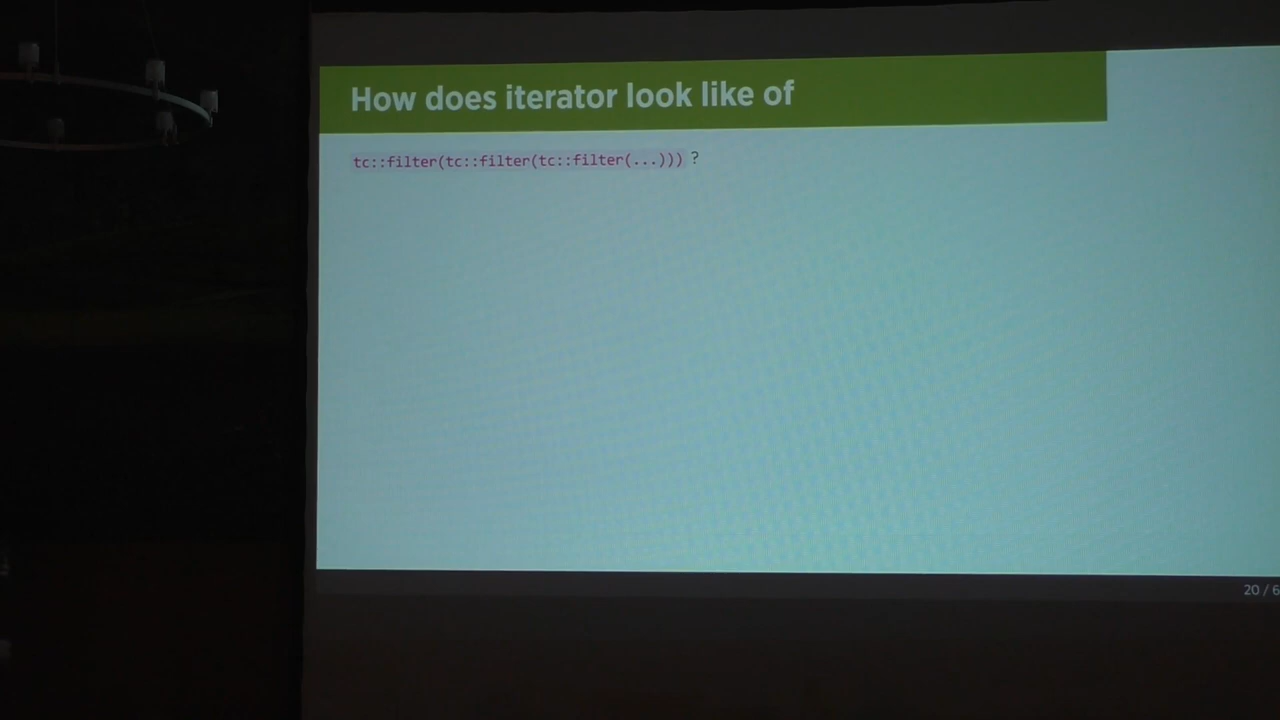 How does iterator look like of
tc::filter(tc::filter(tc::filter(...))) ?
20 / 6